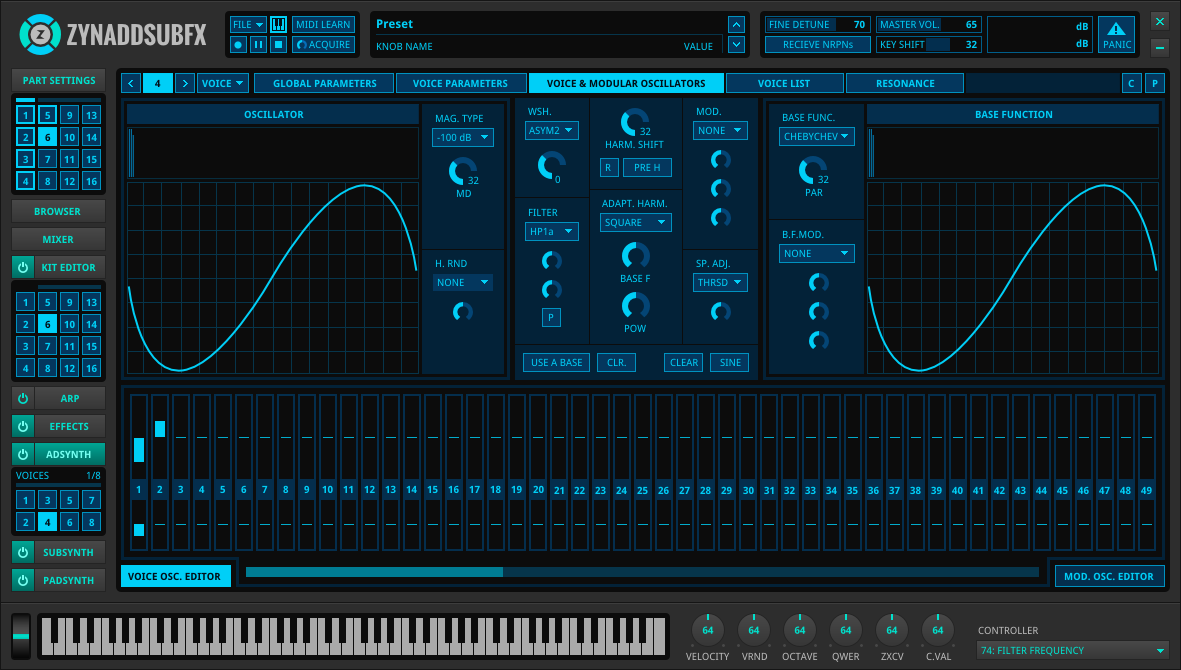 ZYNADDSUBFX
FILE
MIDI LEARN
ACQUIRE
Preset
KNOB NAME
VALUE
FINE DETUNE 70
MASTER VOL. 65
RECIEVE NRPNs
KEY SHIFT 32
dB
dB
PANIC
PART SETTINGS
1 5 9 13
2 6 10 14
3 7 11 15
4 8 12 16
BROWSER
MIXER
KIT EDITOR
1 5 9 13
2 6 10 14
3 7 11 15
4 8 12 16
ARP
EFFECTS
ADSYNTH
VOICES 1/8
1 3 5 7
2 4 6 8
SUBSYNTH
PADSYNTH
< 4 > VOICE
GLOBAL PARAMETERS
VOICE PARAMETERS
VOICE & MODULAR OSCILLATORS
VOICE LIST
RESONANCE
C P
OSCILLATOR
MAG. TYPE
-100 dB
32
MD
H. RND
NONE
WSH.
ASYM2
0
FILTER
HP1a
P
32
HARM. SHIFT
R PRE H
ADAPT. HARM.
SQUARE
BASE F
POW
MOD.
NONE
SP. ADJ.
THRSD
USE A BASE
CLR.
CLEAR
SINE
BASE FUNC.
CHEBYCHEV
32
PAR
B.F.MOD.
NONE
BASE FUNCTION
1 2 3 4 5 6 7 8 9 10 11 12 13 14 15 16 17 18 19 20 21 22 23 24 25 26 27 28 29 30 31 32 33 34 35 36 37 38 39 40 41 42 43 44 45 46 47 48 49
VOICE OSC. EDITOR
MOD. OSC. EDITOR
64 64 64 64 64 64
VELOCITY VRND OCTAVE QWER ZXCV C.VAL
CONTROLLER
74: FILTER FREQUENCY